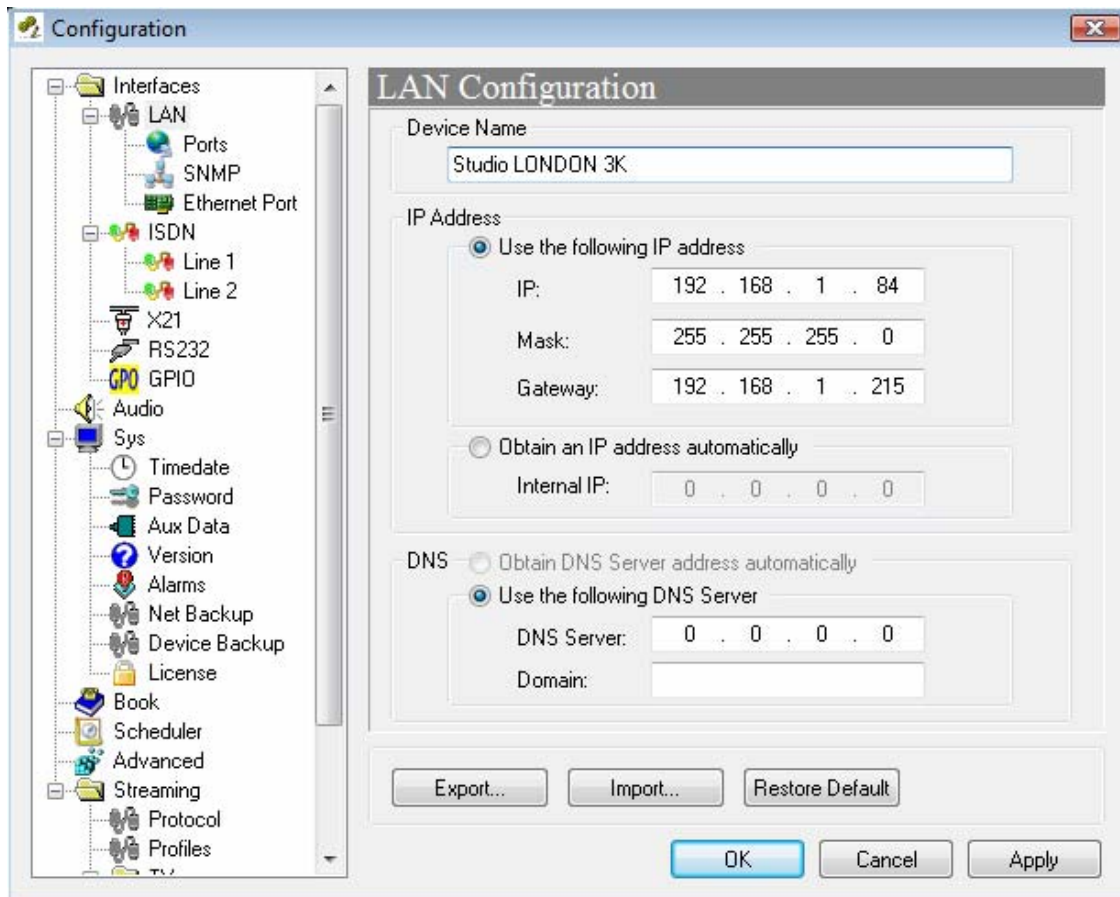 Configuration
Interfaces
LAN
Ports
SNMP
Ethernet Port
ISDN
Line 1
Line 2
X21
RS232
GPO GPIO
Audio
Sys
Timedate
Password
Aux Data
Version
Alarms
Net Backup
Device Backup
License
Book
Scheduler
Advanced
Streaming
Protocol
Profiles
LAN Configuration
Device Name
Studio LONDON 3K
IP Address
Use the following IP address
IP: 192 . 168 . 1 . 84
Mask: 255 . 255 . 255 . 0
Gateway: 192 . 168 . 1 . 215
Obtain an IP address automatically
Internal IP: 0 . 0 . 0 . 0
DNS Obtain DNS Server address automatically
Use the following DNS Server
DNS Server: 0 . 0 . 0 . 0
Domain:
Export... Import... Restore Default
OK Cancel Apply